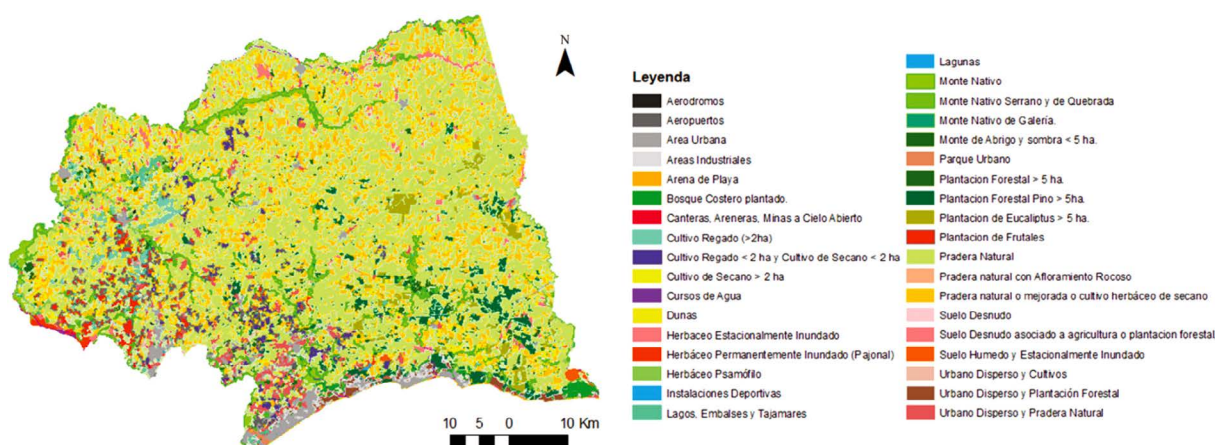 N
10 5 0 10 Km
Leyenda
Aerodromos
Aeropuertos
Area Urbana
Areas Industriales
Arena de Playa
Bosque Costero plantado.
Canteras, Areneras, Minas a Cielo Abierto
Cultivo Regado (>2ha)
Cultivo Regado < 2 ha y Cultivo de Secano < 2 ha
Cultivo de Secano > 2 ha
Cursos de Agua
Dunas
Herbaceo Estacionalmente Inundado
Herbáceo Permanentemente Inundado (Pajonal)
Herbáceo Psamófilo
Instalaciones Deportivas
Lagos, Embalses y Tajamares
Lagunas
Monte Nativo
Monte Nativo Serrano y de Quebrada
Monte Nativo de Galería.
Monte de Abrigo y sombra < 5 ha.
Parque Urbano
Plantacion Forestal > 5 ha.
Plantacion Forestal Pino > 5ha.
Plantacion de Eucaliptus > 5 ha.
Plantacion de Frutales
Pradera Natural
Pradera natural con Afloramiento Rocoso
Pradera natural o mejorada o cultivo herbáceo de secano
Suelo Desnudo
Suelo Desnudo asociado a agricultura o plantacion forestal
Suelo Humedo y Estacionalmente Inundado
Urbano Disperso y Cultivos
Urbano Disperso y Plantación Forestal
Urbano Disperso y Pradera Natural